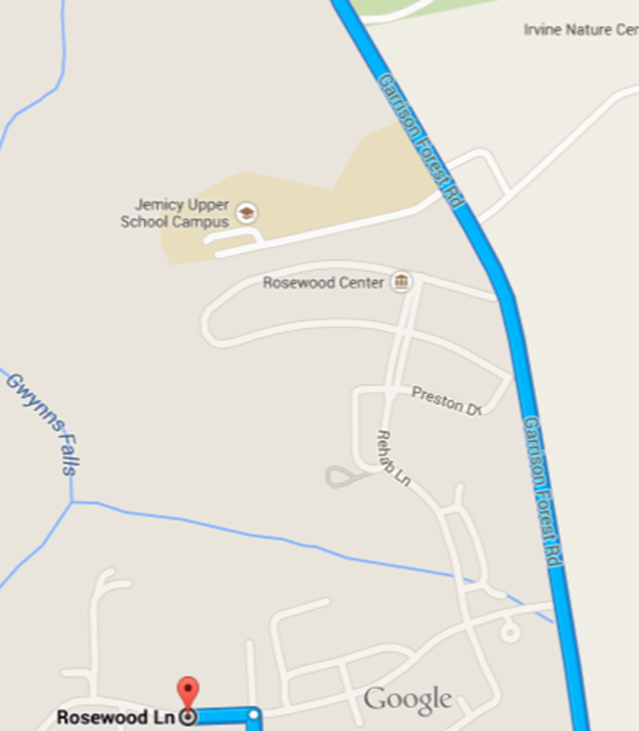 Irvine Nature Cen
Garrison Forest Rd
Jemicy Upper
School Campus
Rosewood Center
Gwynns Falls
Preston Dr
Garrison Forest Rd
Rehab Ln
Google
Rosewood Ln